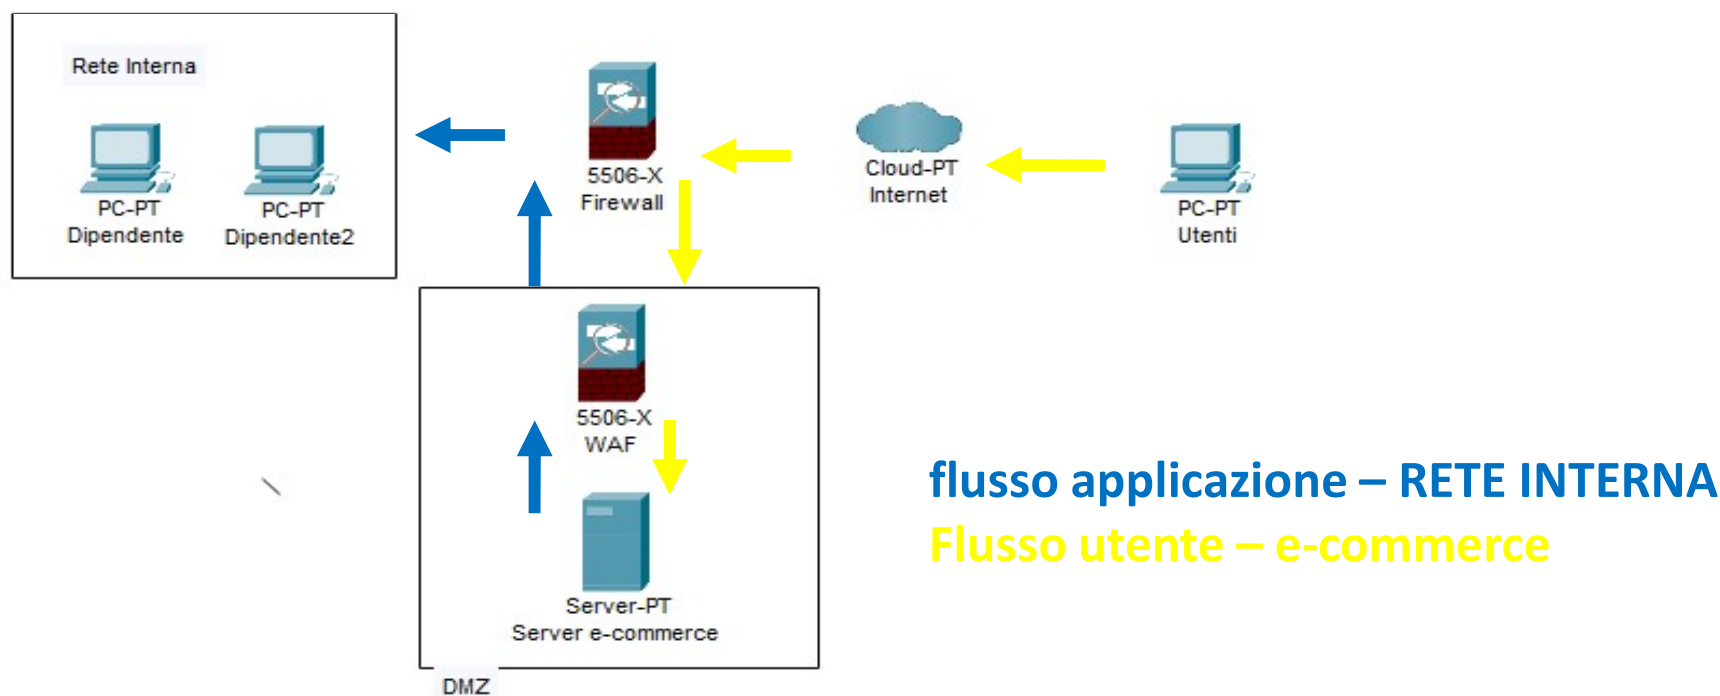 Rete Interna
PC-PT
Dipendente
PC-PT
Dipendente2
5506-X
Firewall
Cloud-PT
Internet
PC-PT
Utenti
5506-X
WAF
Server-PT
Server e-commerce
DMZ
flusso applicazione – RETE INTERNA
Flusso utente – e-commerce